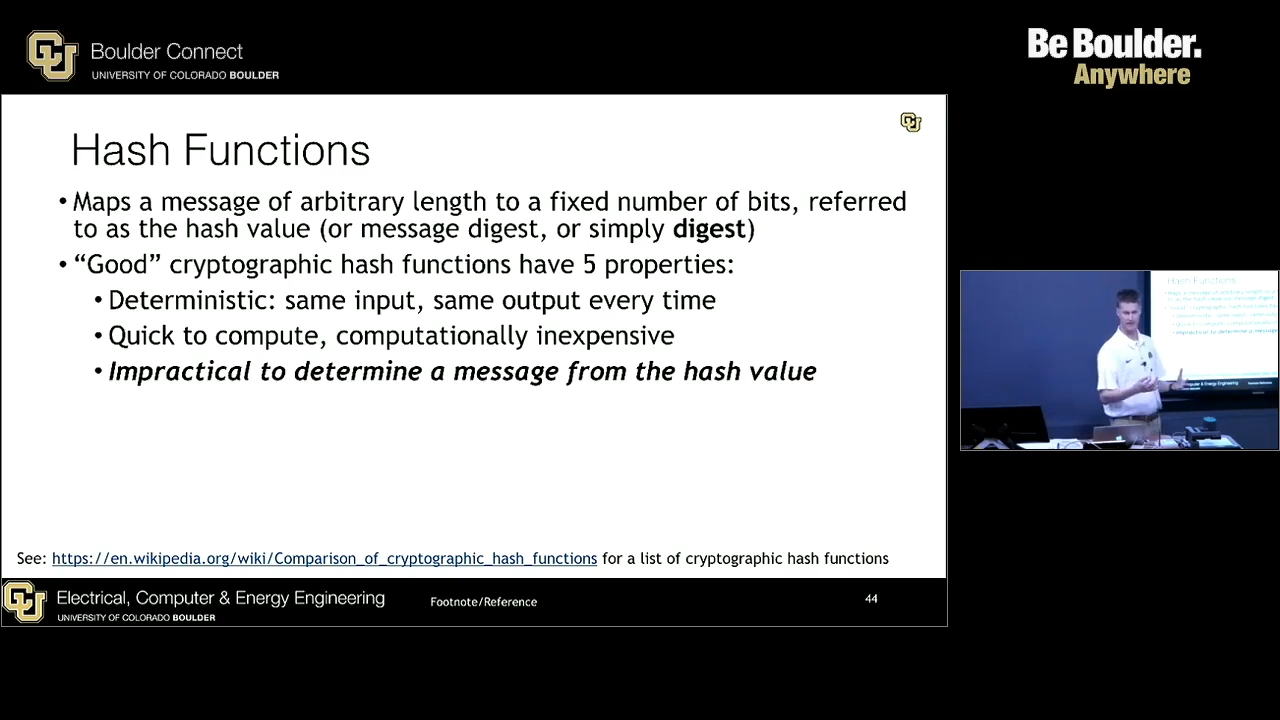 Boulder Connect
UNIVERSITY OF COLORADO BOULDER
Be Boulder.
Anywhere
Hash Functions
• Maps a message of arbitrary length to a fixed number of bits, referred
to as the hash value (or message digest, or simply digest)
• “Good” cryptographic hash functions have 5 properties:
• Deterministic: same input, same output every time
• Quick to compute, computationally inexpensive
• Impractical to determine a message from the hash value
See: https://en.wikipedia.org/wiki/Comparison_of_cryptographic_hash_functions for a list of cryptographic hash functions
Electrical, Computer & Energy Engineering
UNIVERSITY OF COLORADO BOULDER
Footnote/Reference
44
Hash Functions